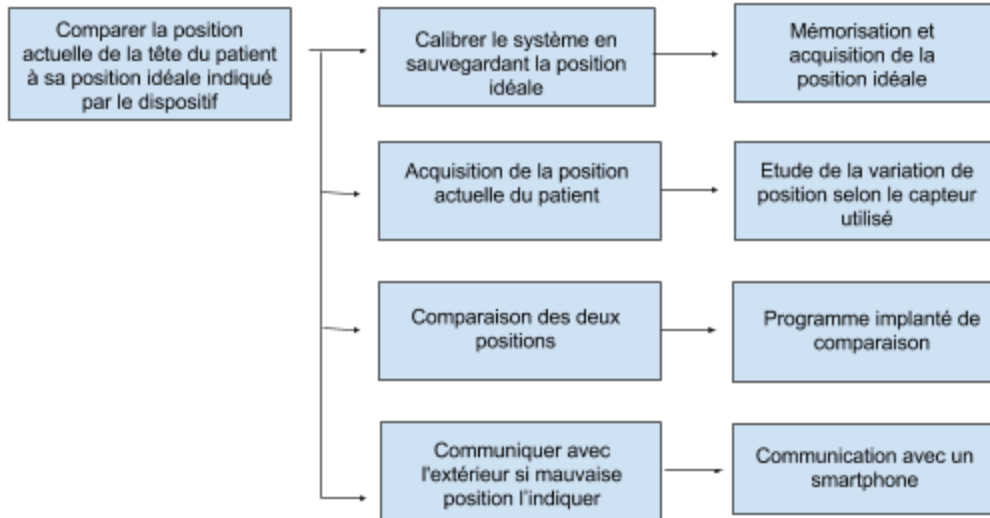 Comparer la position
actuelle de la tête du patient
à sa position idéale indiqué
par le dispositif
Calibrer le système en
sauvegardant la position
idéale
Mémorisation et
acquisition de la
position idéale
Acquisition de la position
actuelle du patient
Etude de la variation de
position selon le capteur
utilisé
Comparaison des deux
positions
Programme implanté de
comparaison
Communiquer avec
l'extérieur si mauvaise
position l'indiquer
Communication avec un
smartphone